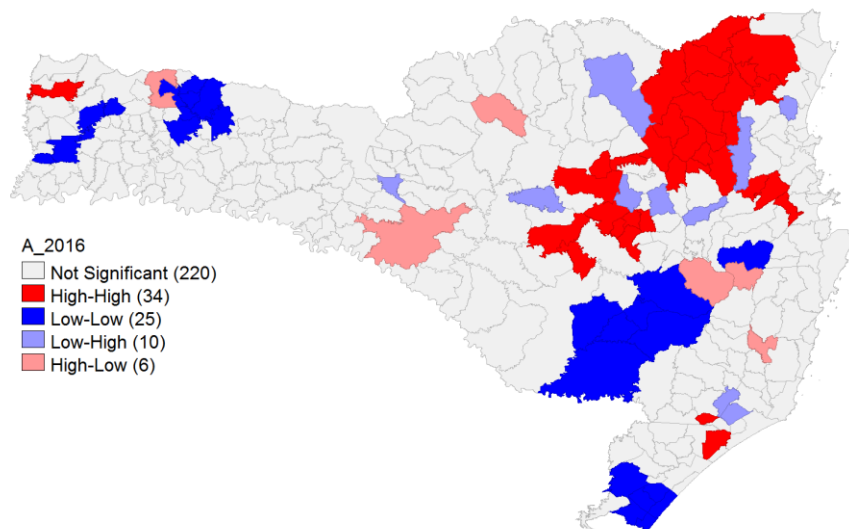 A_2016
Not Significant (220)
High-High (34)
Low-Low (25)
Low-High (10)
High-Low (6)